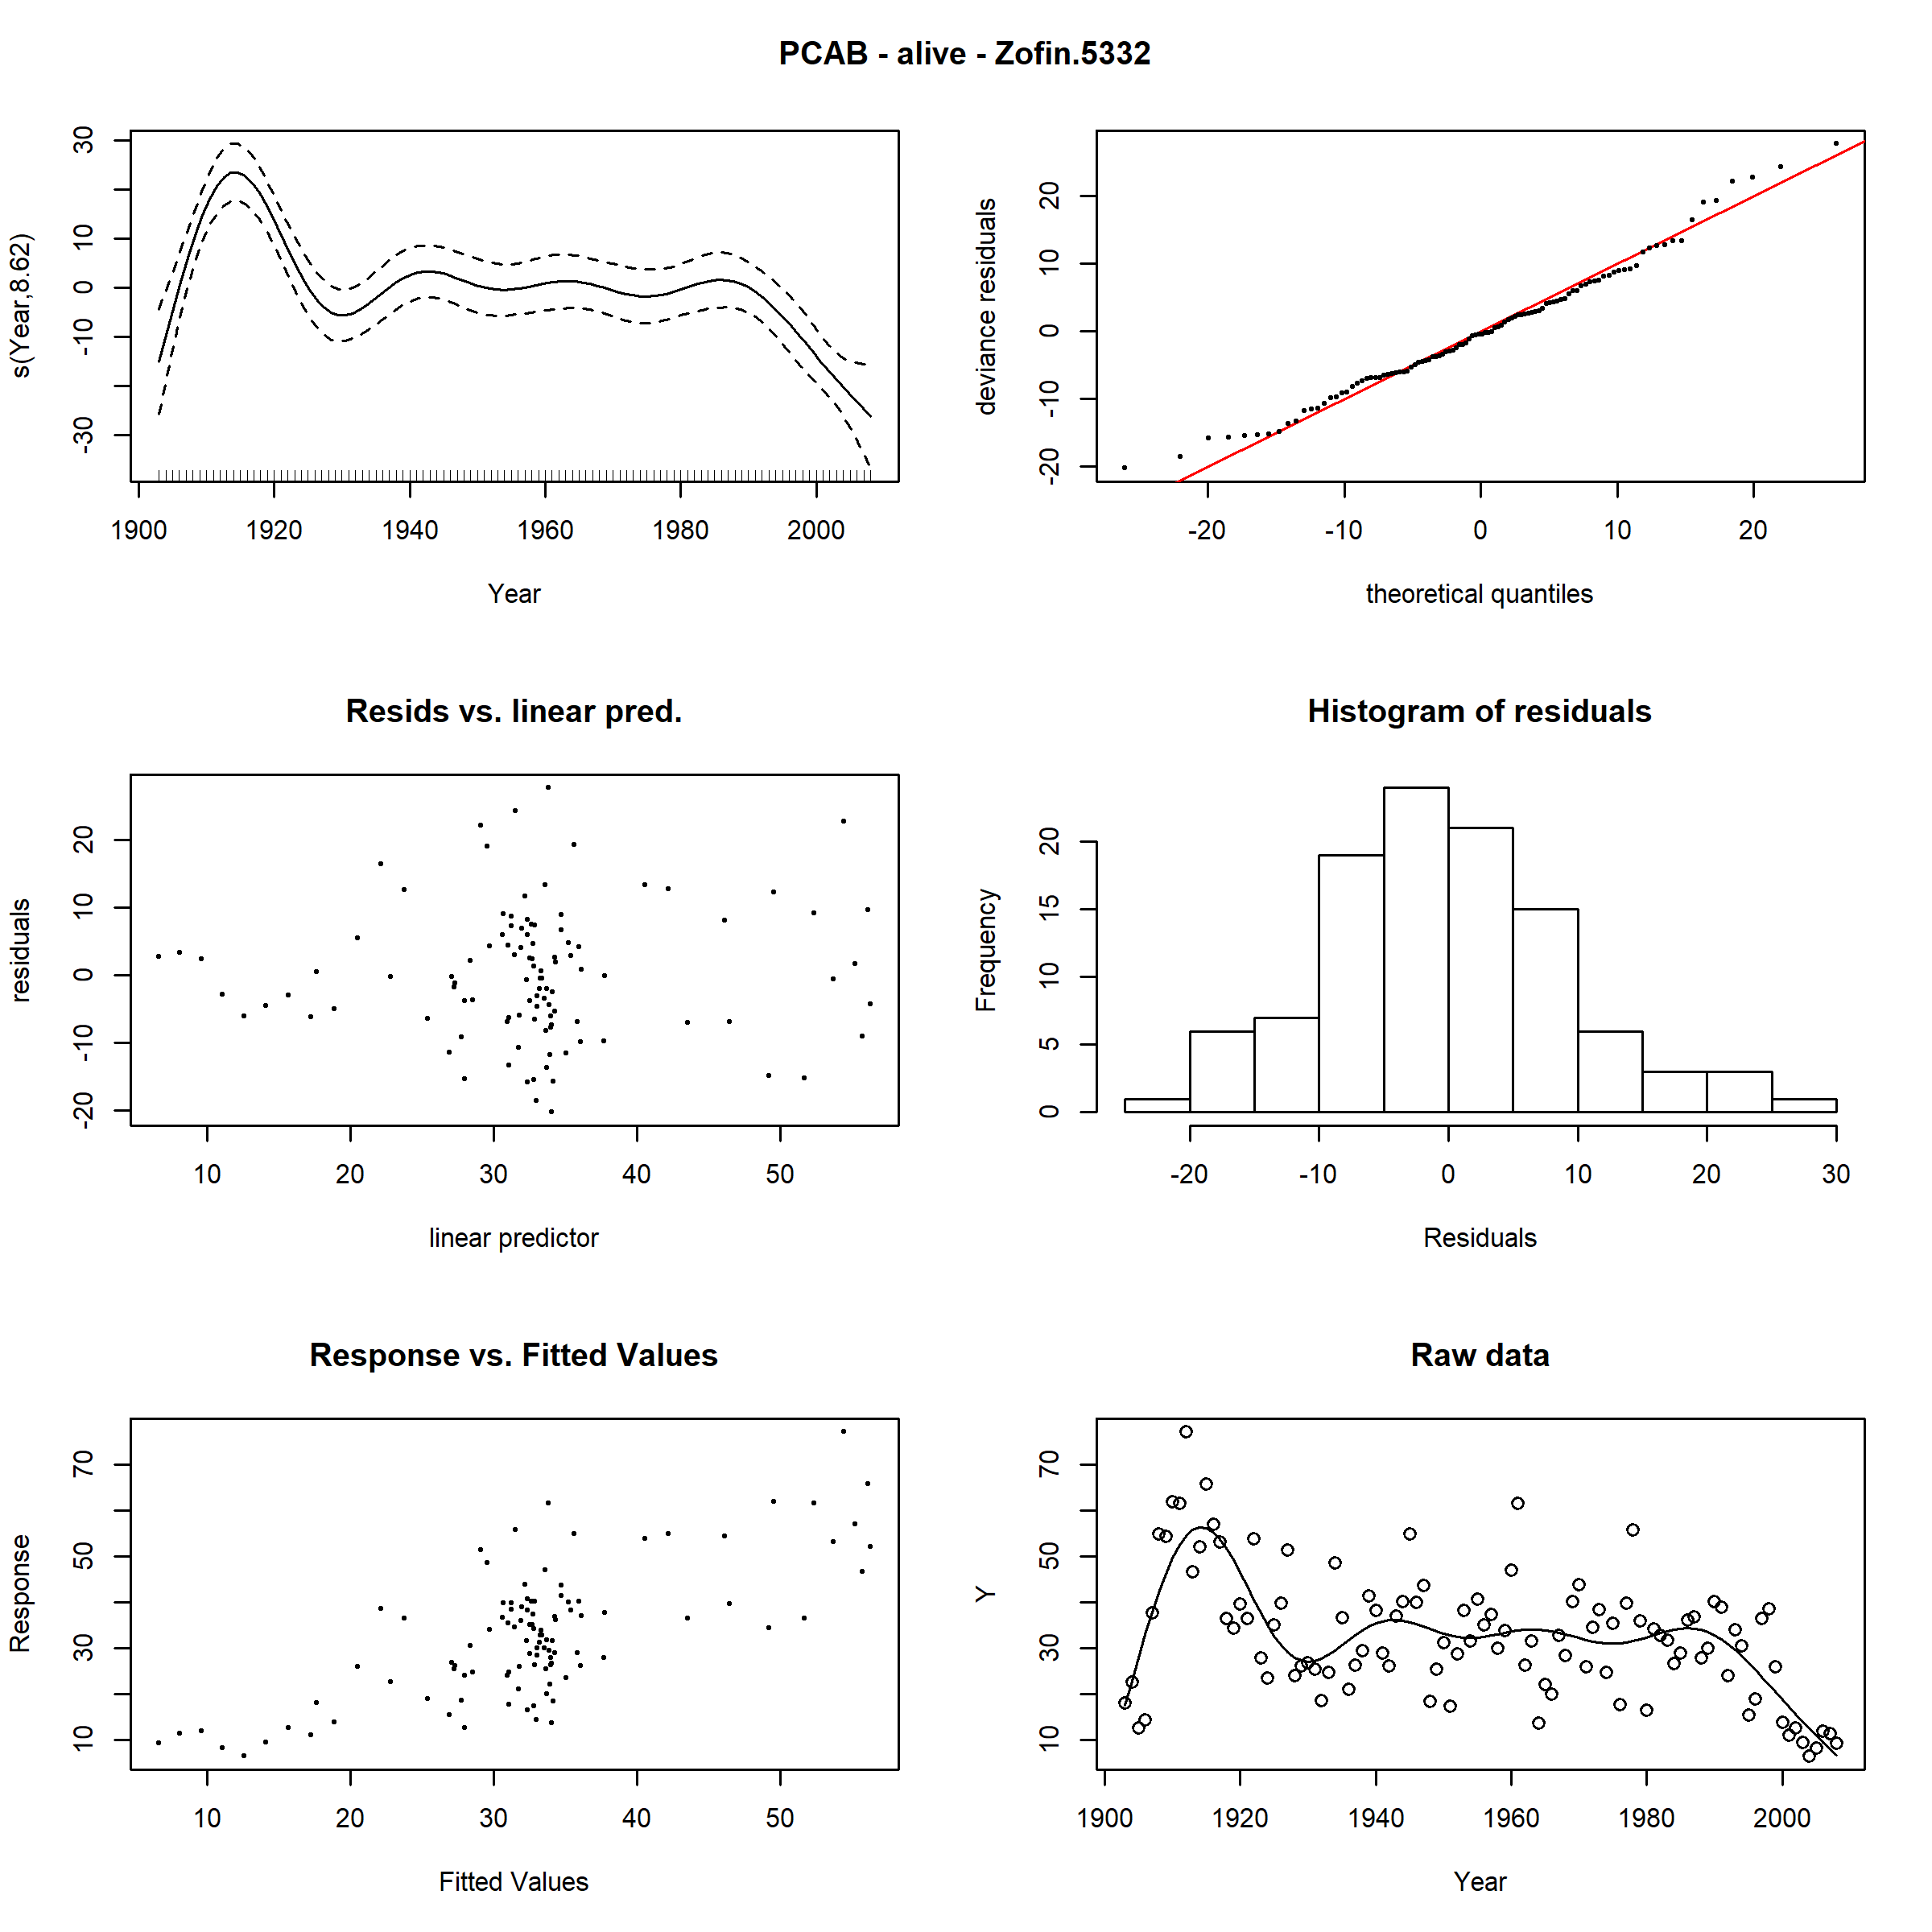 PCAB - alive - Zofin.5332
s(Year,8.62)
30
10
0
-10
-30
1900 1920 1940 1960 1980 2000
Year
deviance residuals
20
10
0
-10
-20
-20 -10 0 10 20
theoretical quantiles
Resids vs. linear pred.
residuals
20
10
0
-10
-20
10 20 30 40 50
linear predictor
Histogram of residuals
Frequency
20
15
10
5
0
-20 -10 0 10 20 30
Residuals
Response vs. Fitted Values
Response
70
50
30
10
10 20 30 40 50
Fitted Values
Raw data
Y
70
50
30
10
1900 1920 1940 1960 1980 2000
Year